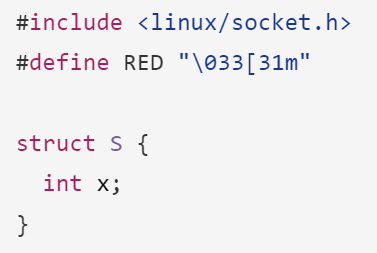 #include <linux/socket.h>
#define RED "\033[31m"

struct S {
  int x;
}